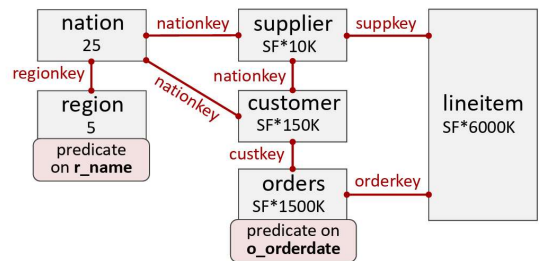 nation
25
nationkey
supplier
SF*10K
suppkey
regionkey
nationkey
nationkey
region
5
predicate
on r_name
customer
SF*150K
lineitem
SF*6000K
custkey
orders
SF*1500K
orderkey
predicate on
o_orderdate